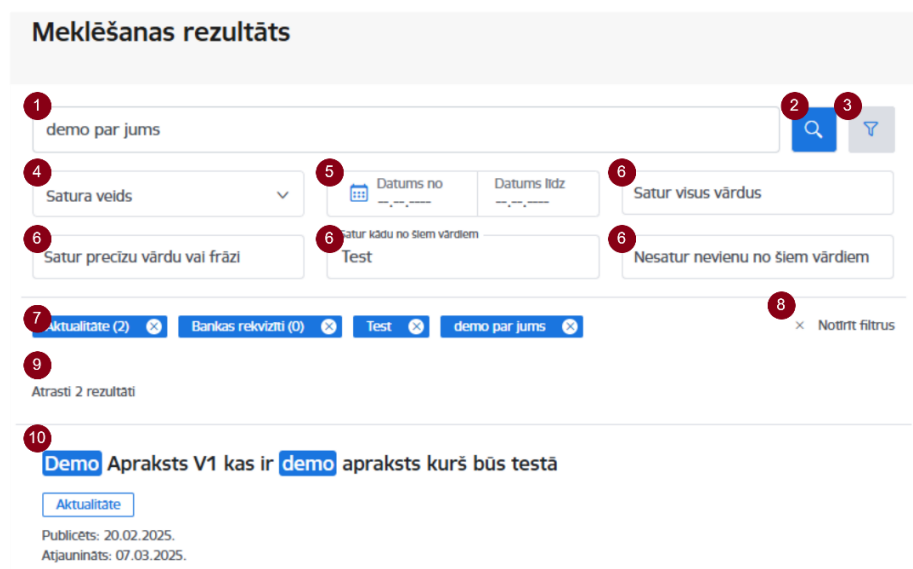 Meklēšanas rezultāts
1
2
3
demo par jums
4
5
6
Satura veids
Datums no
Datums līdz
--.--.----
--.--.----
Satur visus vārdus
6
6
6
Satur precīzu vārdu vai frāzi
Satur kādu no šiem vārdiem
Test
Nesatur nevienu no šiem vārdiem
7
8
Aktualitāte (2)
Bankas rekvizīti (0)
Test
demo par jums
Notīrīt filtrus
9
Atrasti 2 rezultāti
10
Demo Apraksts V1 kas ir demo apraksts kurš būs testā
Aktualitāte
Publicēts: 20.02.2025.
Atjaunināts: 07.03.2025.